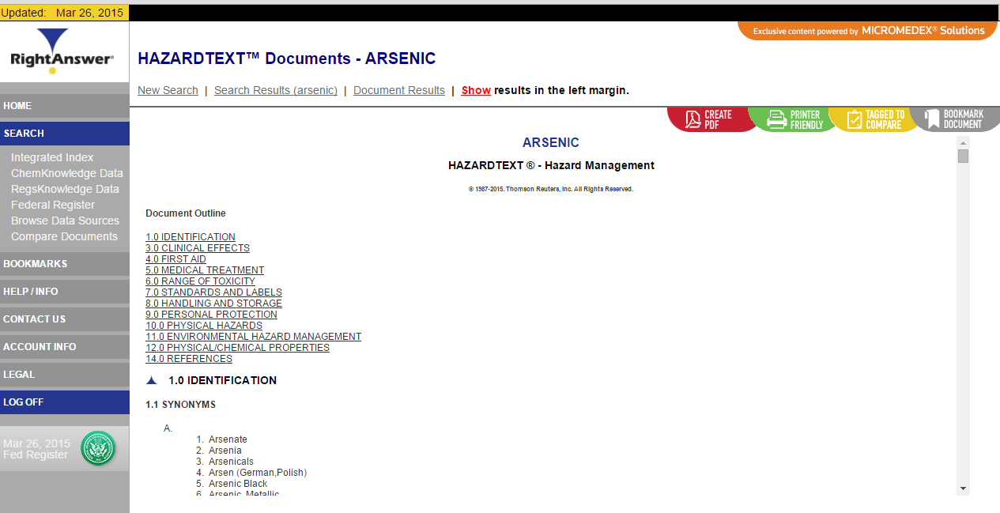 Updated: Mar 26, 2015
Exclusive content powered by MICROMEDEX® Solutions
RightAnswer®
HAZARDTEXT™ Documents - ARSENIC
New Search | Search Results (arsenic) | Document Results | Show results in the left margin.
HOME
SEARCH
Integrated Index
ChemKnowledge Data
RegsKnowledge Data
Federal Register
Browse Data Sources
Compare Documents
BOOKMARKS
HELP / INFO
CONTACT US
ACCOUNT INFO
LEGAL
LOG OFF
Mar 26, 2015
Fed Register
CREATE
PDF
PRINTER
FRIENDLY
TAGGED TO
COMPARE
BOOKMARK
DOCUMENT
ARSENIC
HAZARDTEXT ® - Hazard Management
© 1987-2015. Thomson Reuters, Inc. All Rights Reserved.
Document Outline
1.0 IDENTIFICATION
3.0 CLINICAL EFFECTS
4.0 FIRST AID
5.0 MEDICAL TREATMENT
6.0 RANGE OF TOXICITY
7.0 STANDARDS AND LABELS
8.0 HANDLING AND STORAGE
9.0 PERSONAL PROTECTION
10.0 PHYSICAL HAZARDS
11.0 ENVIRONMENTAL HAZARD MANAGEMENT
12.0 PHYSICAL/CHEMICAL PROPERTIES
14.0 REFERENCES
1.0 IDENTIFICATION
1.1 SYNONYMS
A.
1. Arsenate
2. Arsenia
3. Arsenicals
4. Arsen (German,Polish)
5. Arsenic Black
6. Arsenic, Metallic